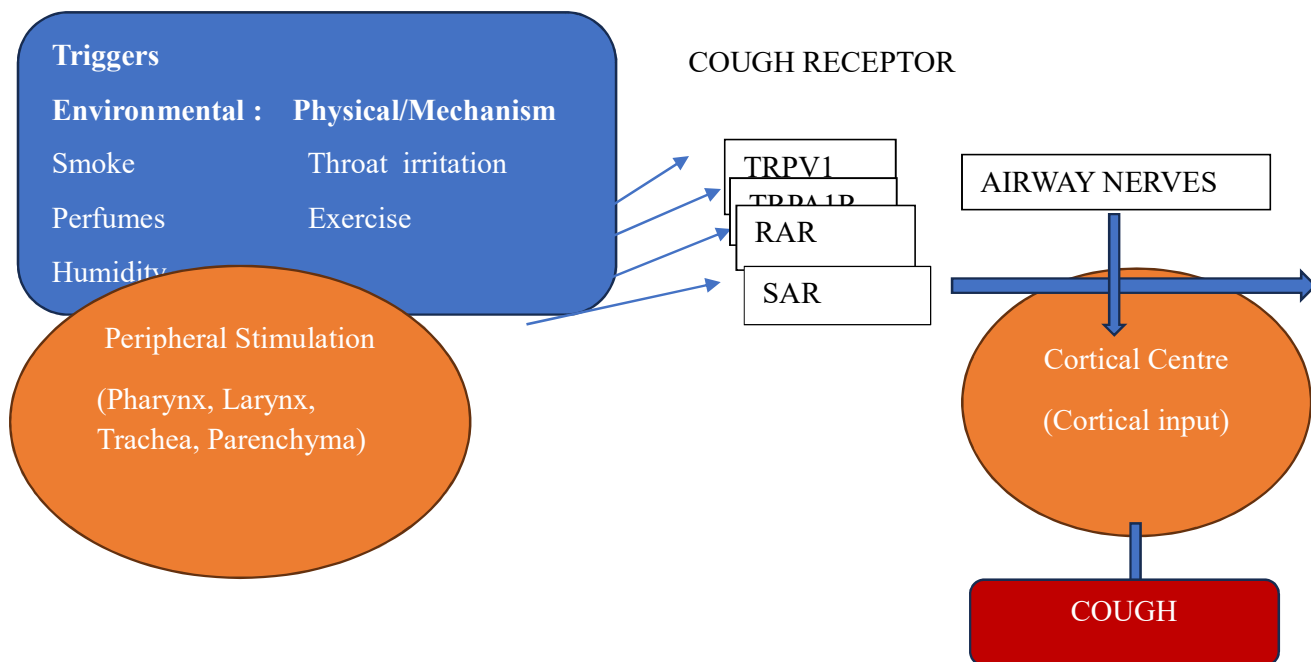 Triggers
Environmental : Physical/Mechanism
Smoke Throat irritation
Perfumes Exercise
Humidity
Peripheral Stimulation
(Pharynx, Larynx,
Trachea, Parenchyma)
COUGH RECEPTOR
TRPV1
TRPA1R
RAR
SAR
AIRWAY NERVES
Cortical Centre
(Cortical input)
COUGH